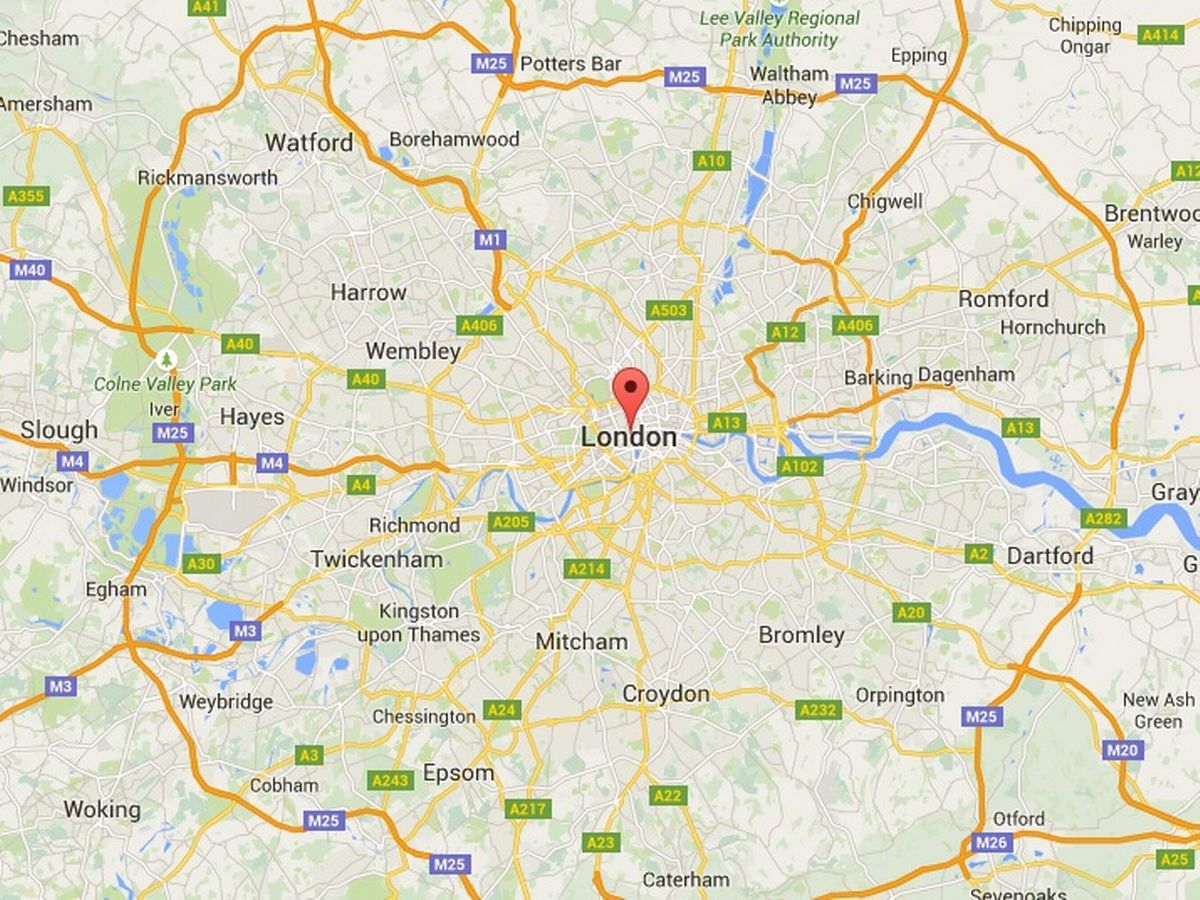 A41
Lee Valley Regional
Park Authority
Chipping
Ongar
A414
Chesham
Epping
M25
Potters Bar
M25
Waltham
Abbey
M25
Amersham
Watford
Borehamwood
A10
Rickmansworth
A12
A355
Chigwell
Brentwoo
Warley
M1
M40
Harrow
Romford
Hornchurch
A503
A406
A12
A406
A40
Wembley
A40
Colne Valley Park
Barking
Dagenham
Iver
Hayes
Slough
M25
London
A13
A13
M4
M4
A102
Windsor
A4
Gray
Richmond
A205
A282
Twickenham
A30
A214
A2
Dartford
G
Egham
Kingston
upon Thames
A20
M3
Mitcham
Bromley
M3
Croydon
Orpington
Weybridge
Chessington
A24
A232
M25
New Ash
Green
A3
M20
A243
Epsom
Cobham
A22
Woking
A217
M25
Otford
A23
M26
M25
A25
Caterham
Sevenoaks